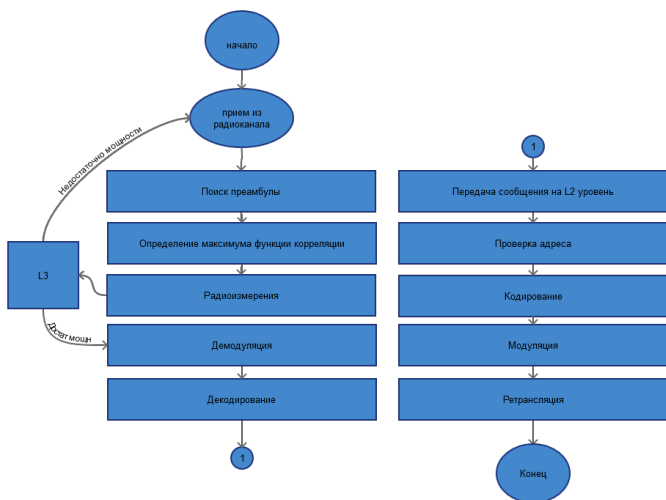 начало
прием из
радиоканала
Недостаточно мощности
Поиск преамбулы
Определение максимума функции корреляции
L3
Радиоизмерения
Достат мощн
Демодуляция
Декодирование
1
1
Передача сообщения на L2 уровень
Проверка адреса
Кодирование
Модуляция
Ретрансляция
Конец